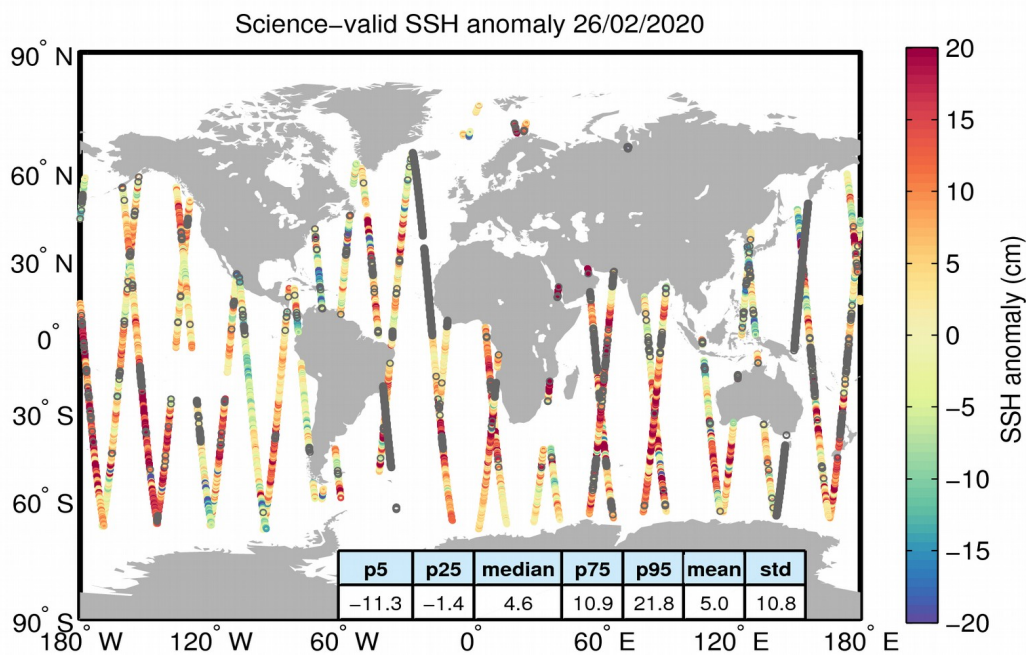 Science−valid SSH anomaly 26/02/2020
90° N
60° N
30° N
0°
30° S
60° S
90° S
180° W
120° W
60° W
0°
60° E
120° E
180° E
20
15
10
5
0
−5
−10
−15
−20
SSH anomaly (cm)
p5 p25 median p75 p95 mean std
−11.3 −1.4 4.6 10.9 21.8 5.0 10.8